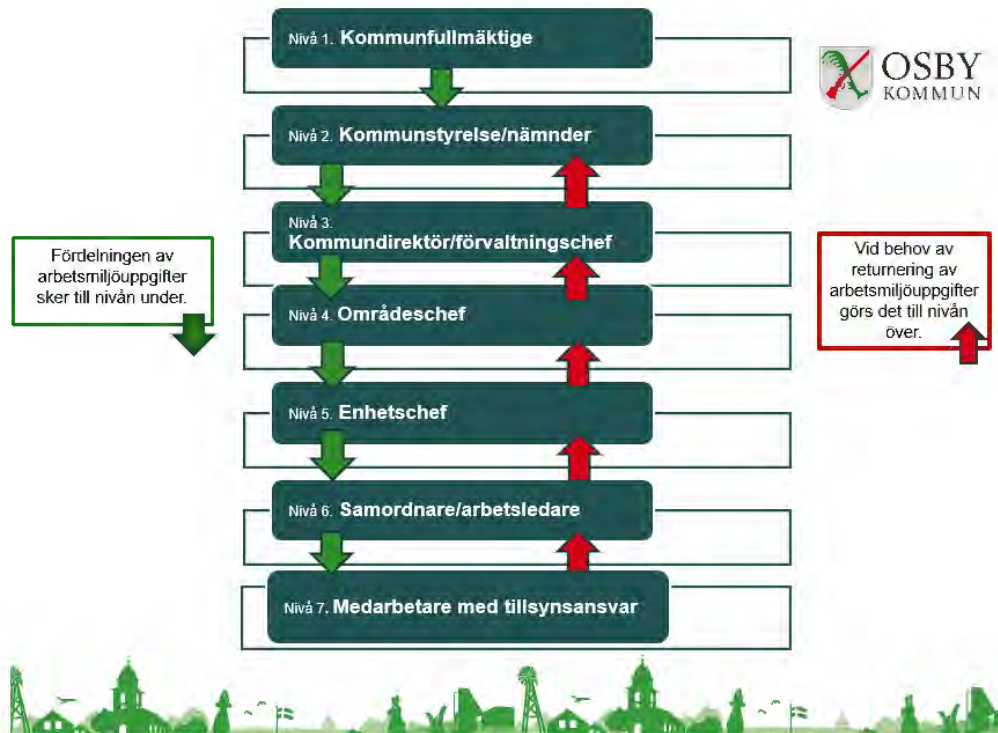 Nivå 1. Kommunfullmäktige
OSBY
KOMMUN
Nivå 2. Kommunstyrelse/nämnder
Nivå 3.
Kommundirektör/förvaltningschef
Fördelningen av
arbetsmiljöuppgifter
sker till nivån under.
Vid behov av
returnering av
arbetsmiljöuppgifter
görs det till nivån
över.
Nivå 4. Områdeschef
Nivå 5. Enhetschef
Nivå 6. Samordnare/arbetsledare
Nivå 7. Medarbetare med tillsynsansvar